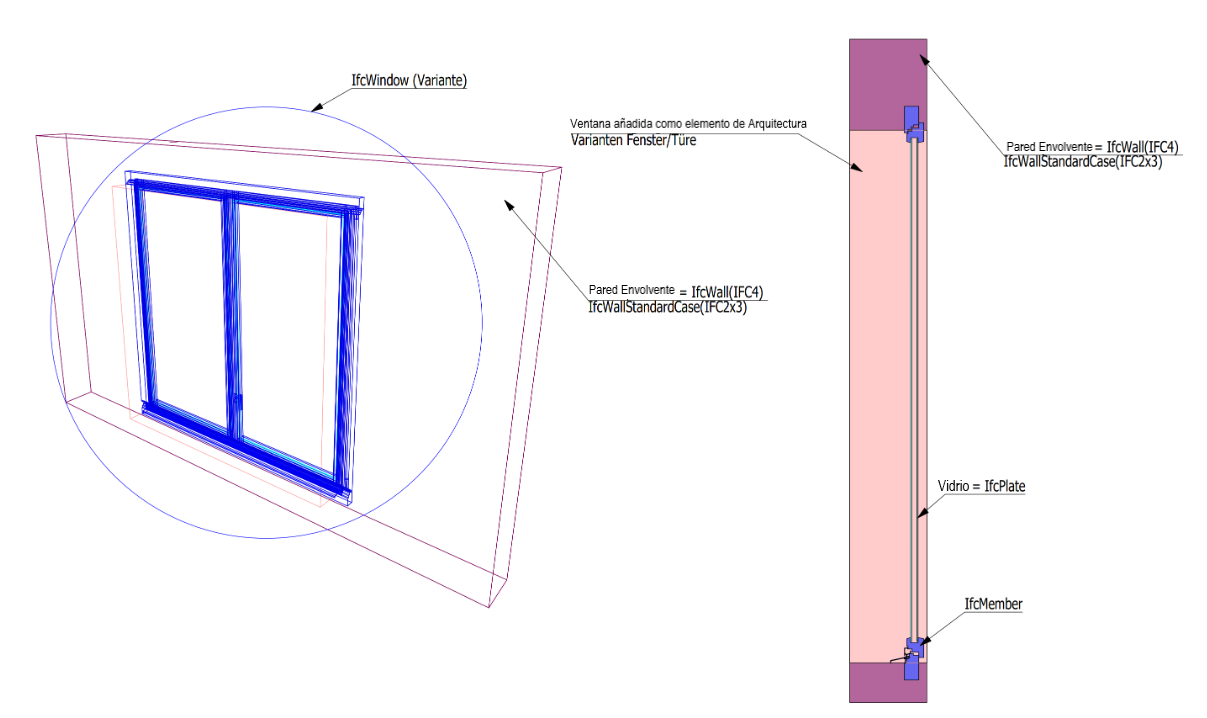 IfcWindow (Variante)
Pared Envolvente = IfcWall(IFC4)
IfcWallStandardCase(IFC2x3)
Ventana añadida como elemento de Arquitectura
Varianten Fenster/Türe
Pared Envolvente = IfcWall(IFC4)
IfcWallStandardCase(IFC2x3)
Vidrio = IfcPlate
IfcMember